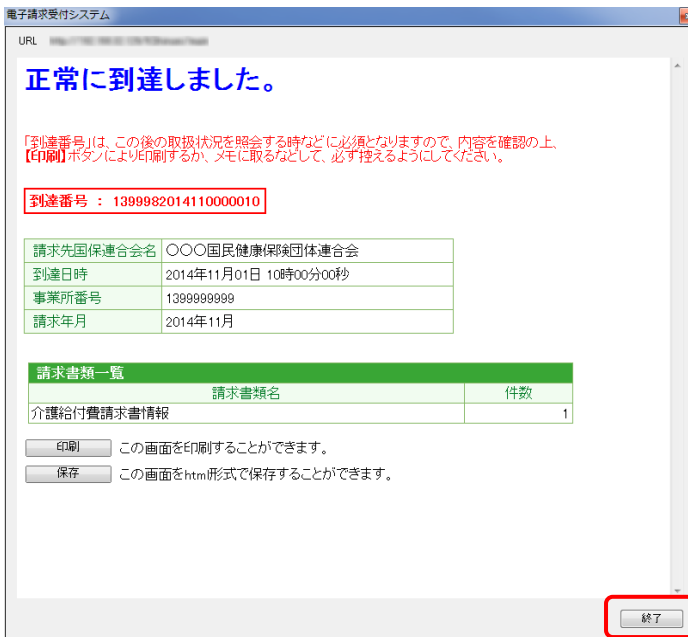 電子請求受付システム
URL
正常に到達しました。
「到達番号」は、この後の取扱状況を照会する時などに必須となりますので、内容を確認の上、
【印刷】ボタンにより印刷するか、メモに取るなどして、必ず控えるようにしてください。
到達番号 : 1399982014110000010
請求先国保連合会名 〇〇〇国民健康保険団体連合会
到達日時 2014年11月01日 10時00分00秒
事業所番号 1399999999
請求年月 2014年11月
請求書類一覧
請求書類名 件数
介護給付費請求書情報 1
印刷 この画面を印刷することができます。
保存 この画面をhtml形式で保存することができます。
終了